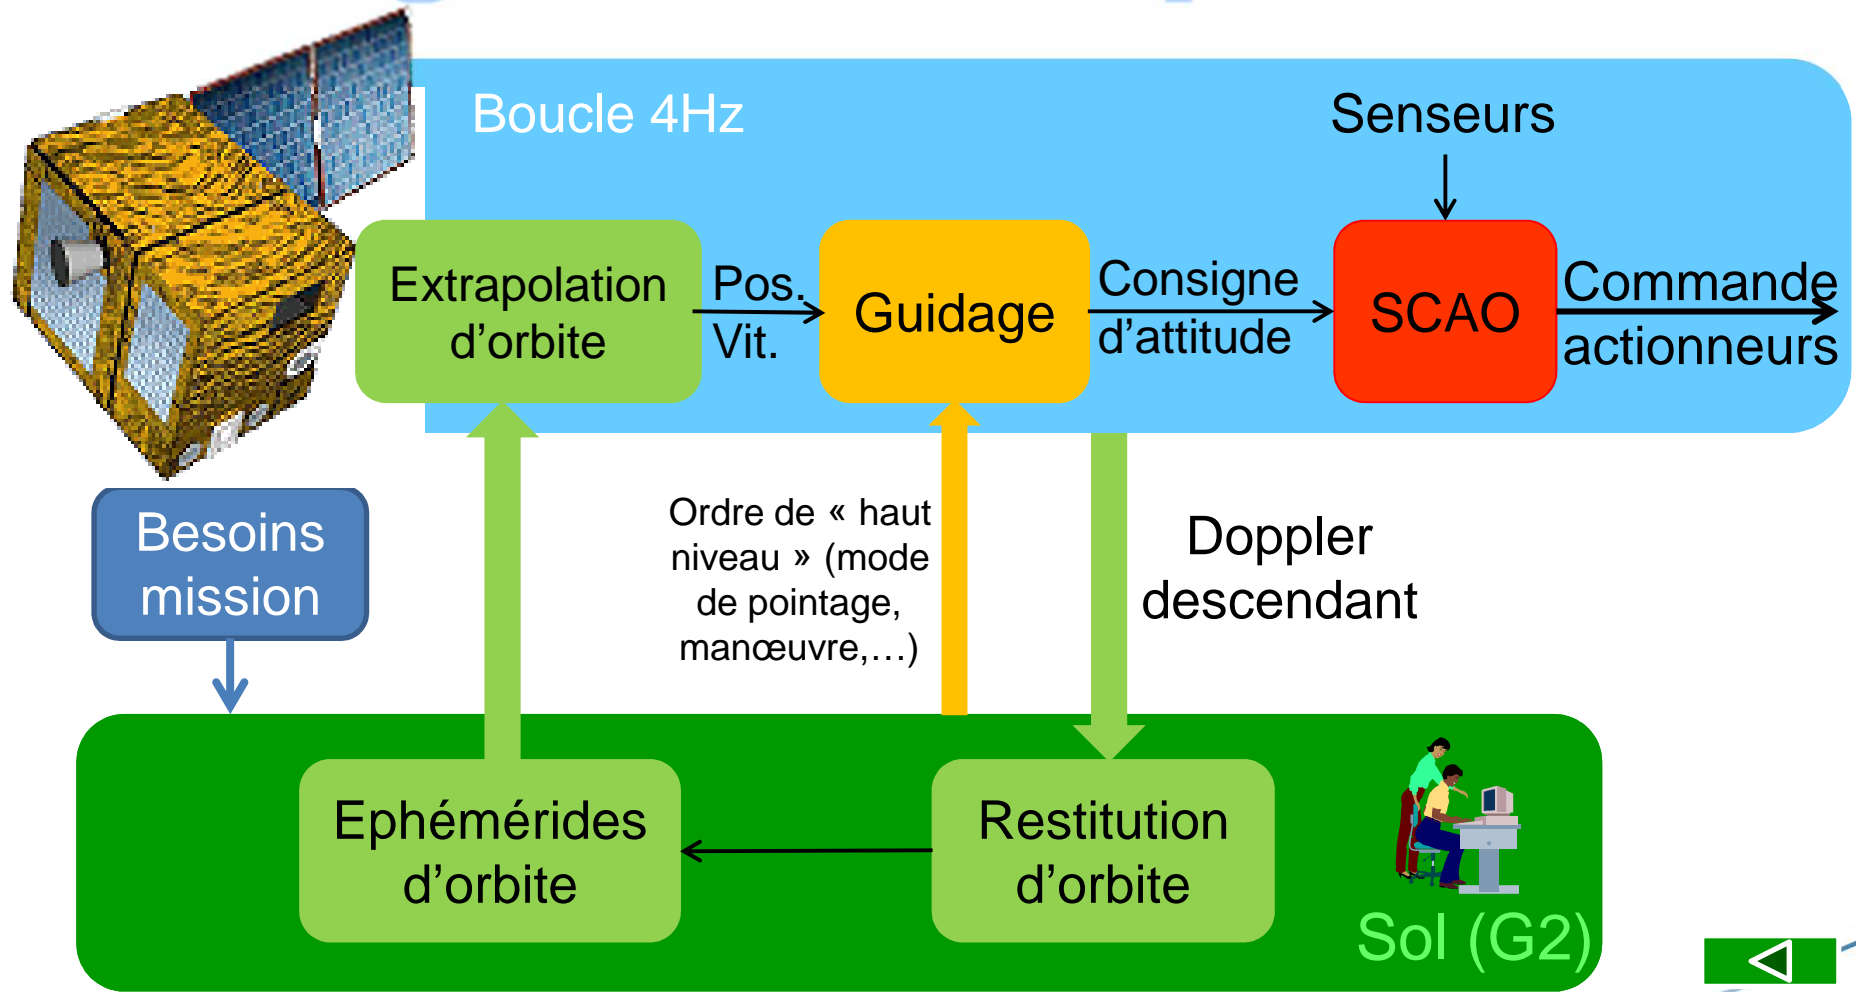 Boucle 4Hz
Senseurs
Extrapolation
d’orbite
Pos.
Vit.
Guidage
Consigne
d’attitude
SCAO
Commande
actionneurs
Besoins
mission
Ordre de « haut
niveau » (mode
de pointage,
manœuvre,…)
Doppler
descendant
Ephémérides
d’orbite
Restitution
d’orbite
Sol (G2)